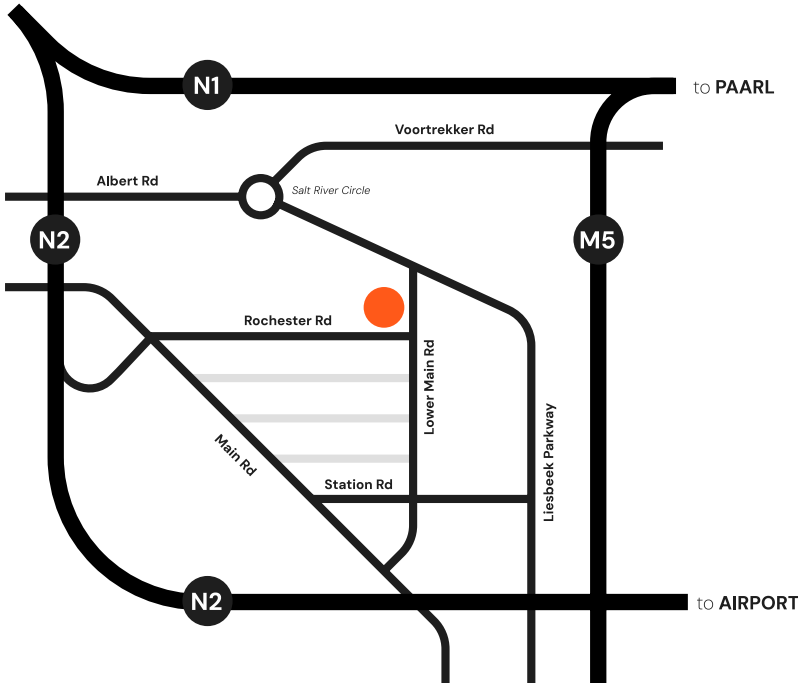 N1
to PAARL
Voortrekker Rd
Albert Rd
Salt River Circle
N2
M5
Rochester Rd
Lower Main Rd
Main Rd
Liesbeek Parkway
Station Rd
N2
to AIRPORT